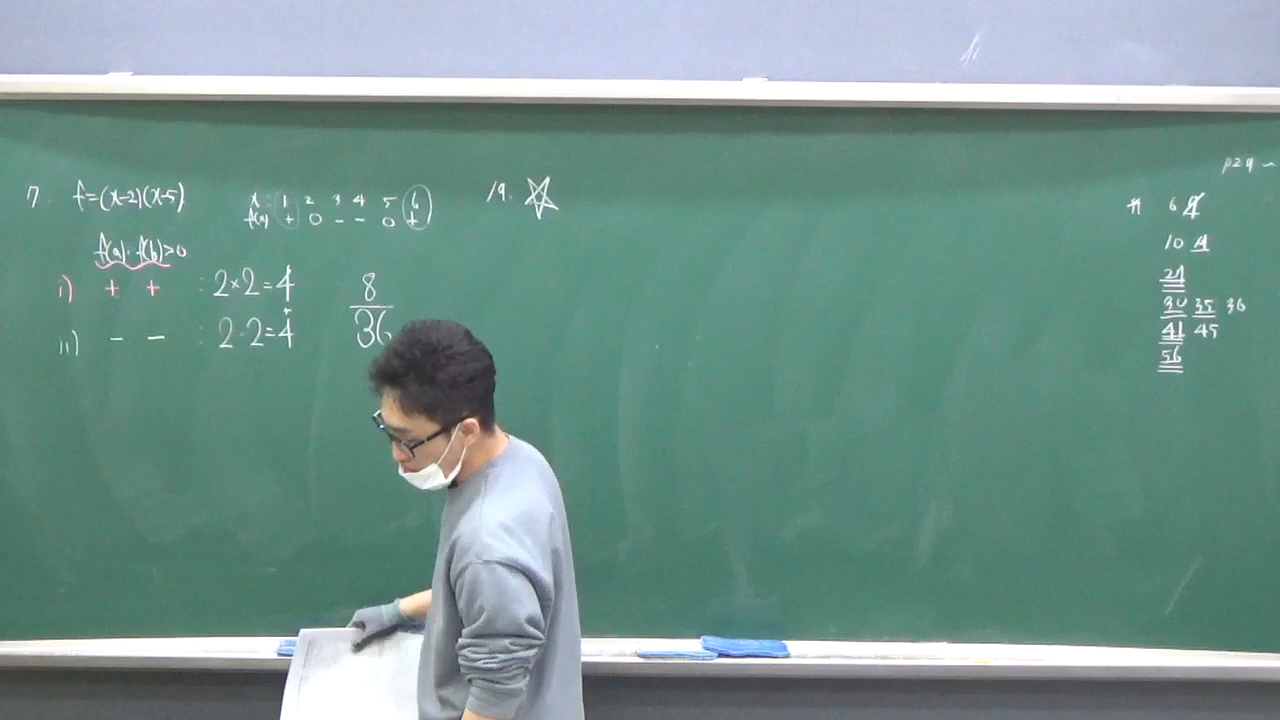 7 f=(x-2)(x-5)
x : 1 2 3 4 5 6
f(x) + 0 - - 0 +
f(a)·f(b)>0
i) + + : 2×2=4
ii) - - : 2·2=4
8
36
19. ☆
p29 ~
6
10
24
30 35 36
41 45
56